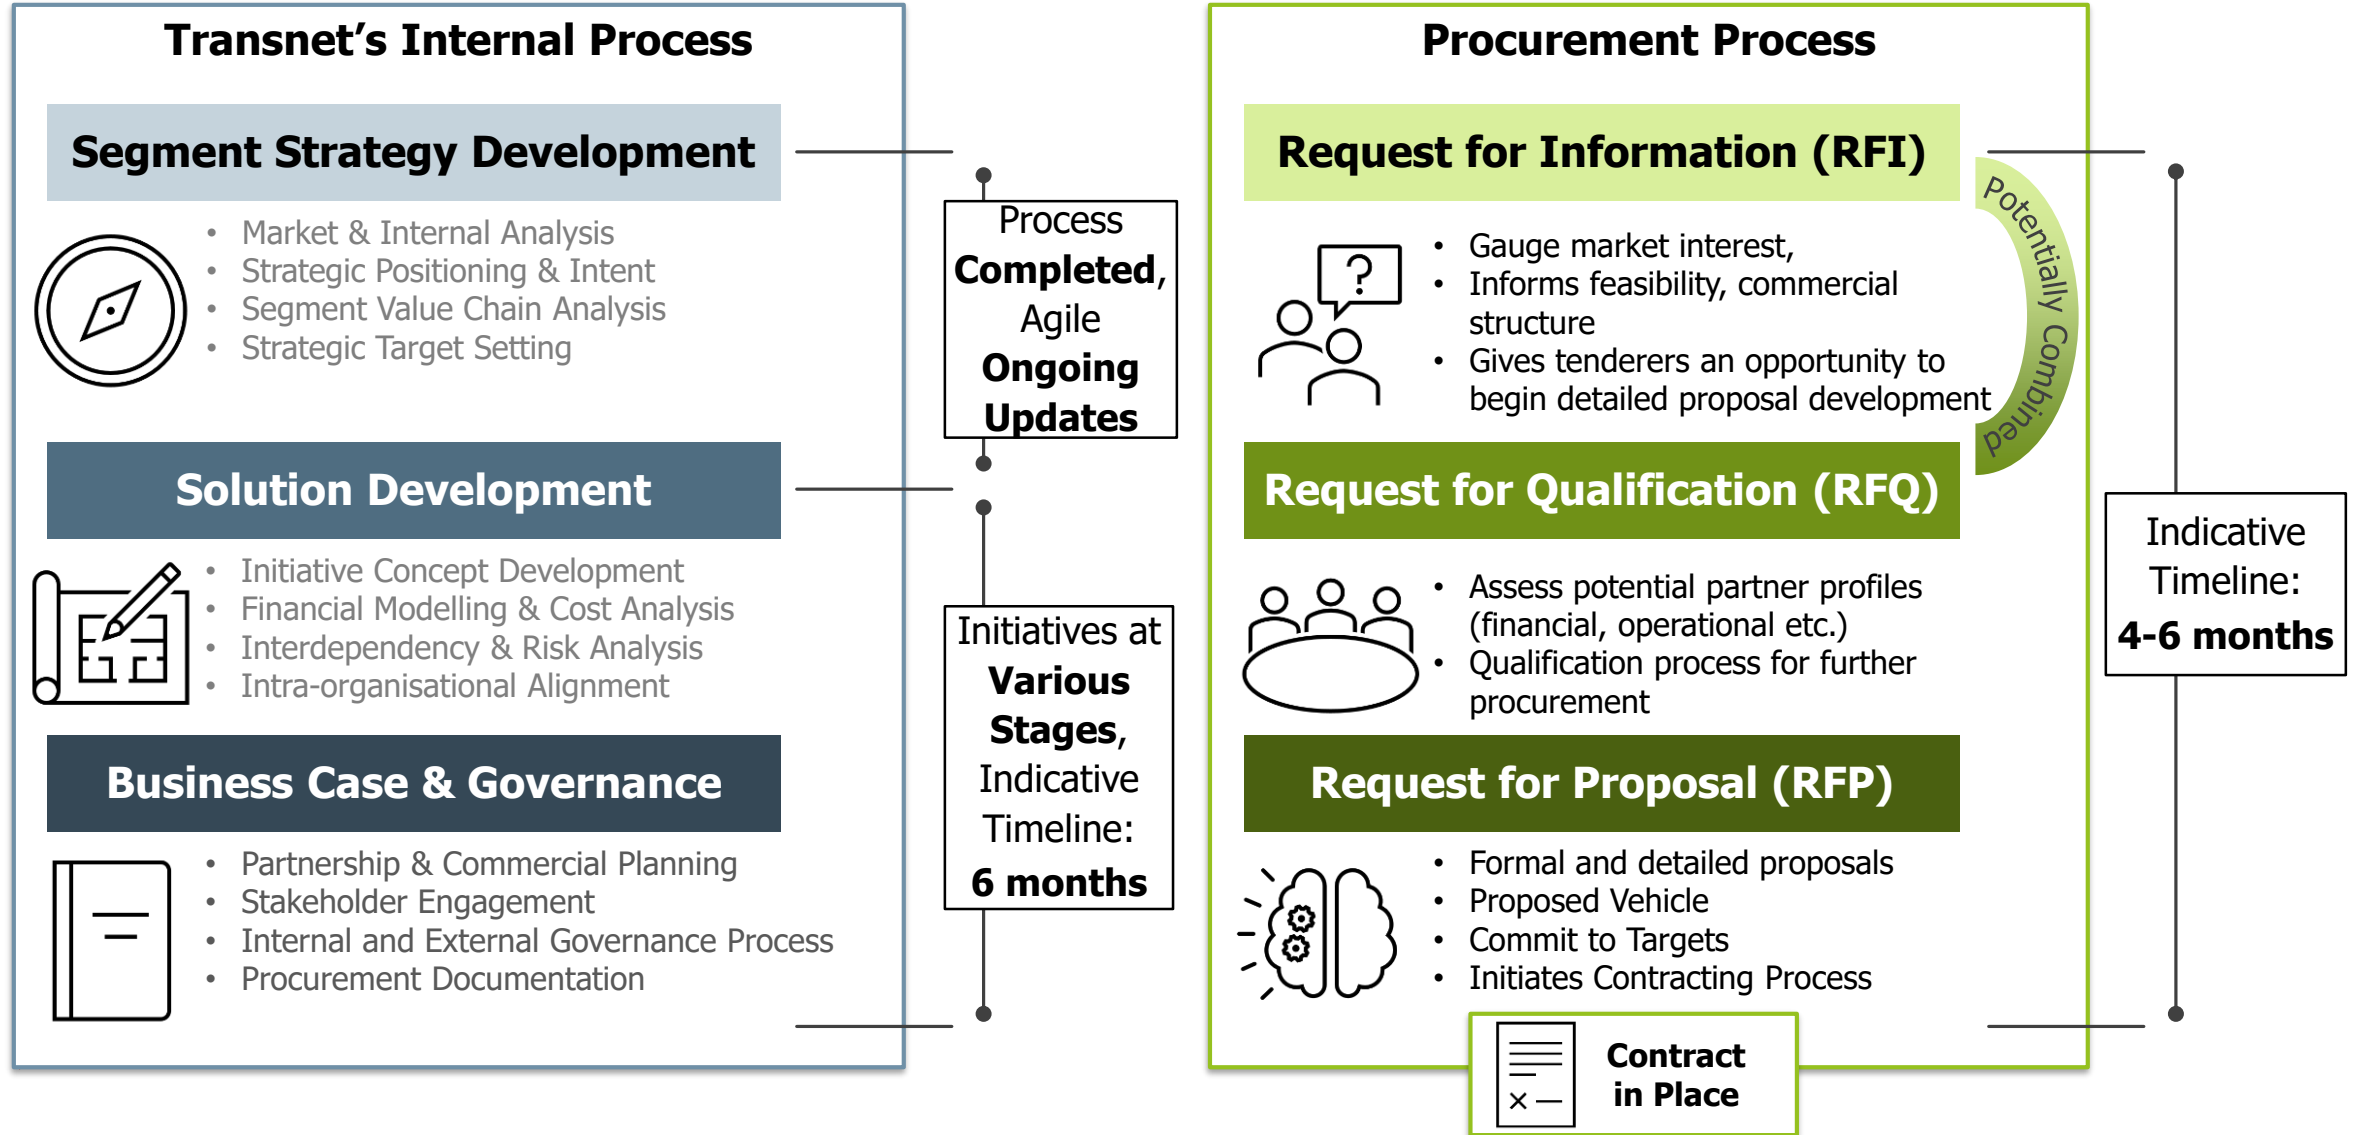 Transnet’s Internal Process
Segment Strategy Development
• Market & Internal Analysis
• Strategic Positioning & Intent
• Segment Value Chain Analysis
• Strategic Target Setting
Solution Development
• Initiative Concept Development
• Financial Modelling & Cost Analysis
• Interdependency & Risk Analysis
• Intra-organisational Alignment
Business Case & Governance
• Partnership & Commercial Planning
• Stakeholder Engagement
• Internal and External Governance Process
• Procurement Documentation
Process
Completed,
Agile
Ongoing
Updates
Initiatives at
Various
Stages,
Indicative
Timeline:
6 months
Procurement Process
Request for Information (RFI)
?
• Gauge market interest,
• Informs feasibility, commercial
structure
• Gives tenderers an opportunity to
begin detailed proposal development
Potentially Combined
Request for Qualification (RFQ)
• Assess potential partner profiles
(financial, operational etc.)
• Qualification process for further
procurement
Request for Proposal (RFP)
• Formal and detailed proposals
• Proposed Vehicle
• Commit to Targets
• Initiates Contracting Process
Contract
in Place
Indicative
Timeline:
4-6 months